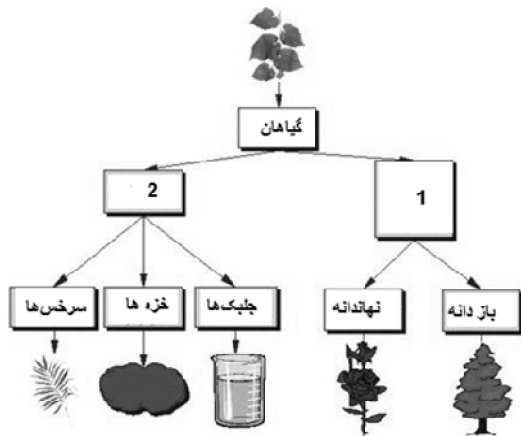 گیاهان
1
2
باز دانه
نهاندانه
جلبک‌ها
خزه ها
سرخس‌ها